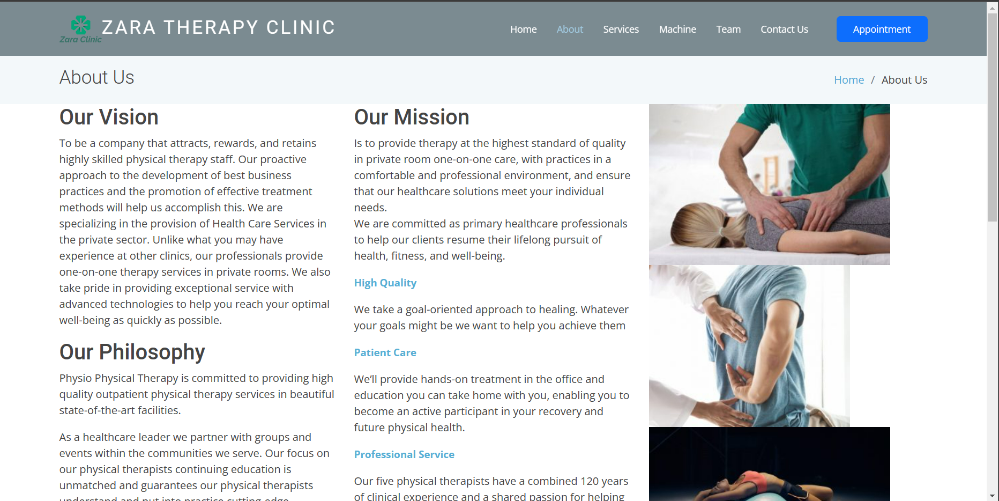 Zara Clinic
ZARA THERAPY CLINIC
Home
About
Services
Machine
Team
Contact Us
Appointment
About Us
Home / About Us
Our Vision
To be a company that attracts, rewards, and retains
highly skilled physical therapy staff. Our proactive
approach to the development of best business
practices and the promotion of effective treatment
methods will help us accomplish this. We are
specializing in the provision of Health Care Services in
the private sector. Unlike what you may have
experience at other clinics, our professionals provide
one-on-one therapy services in private rooms. We also
take pride in providing exceptional service with
advanced technologies to help you reach your optimal
well-being as quickly as possible.
Our Philosophy
Physio Physical Therapy is committed to providing high
quality outpatient physical therapy services in beautiful
state-of-the-art facilities.
As a healthcare leader we partner with groups and
events within the communities we serve. Our focus on
our physical therapists continuing education is
unmatched and guarantees our physical therapists
understand and put into practice cutting-edge
Our Mission
Is to provide therapy at the highest standard of quality
in private room one-on-one care, with practices in a
comfortable and professional environment, and ensure
that our healthcare solutions meet your individual
needs.
We are committed as primary healthcare professionals
to help our clients resume their lifelong pursuit of
health, fitness, and well-being.
High Quality
We take a goal-oriented approach to healing. Whatever
your goals might be we want to help you achieve them
Patient Care
We’ll provide hands-on treatment in the office and
education you can take home with you, enabling you to
become an active participant in your recovery and
future physical health.
Professional Service
Our five physical therapists have a combined 120 years
of clinical experience and a shared passion for helping